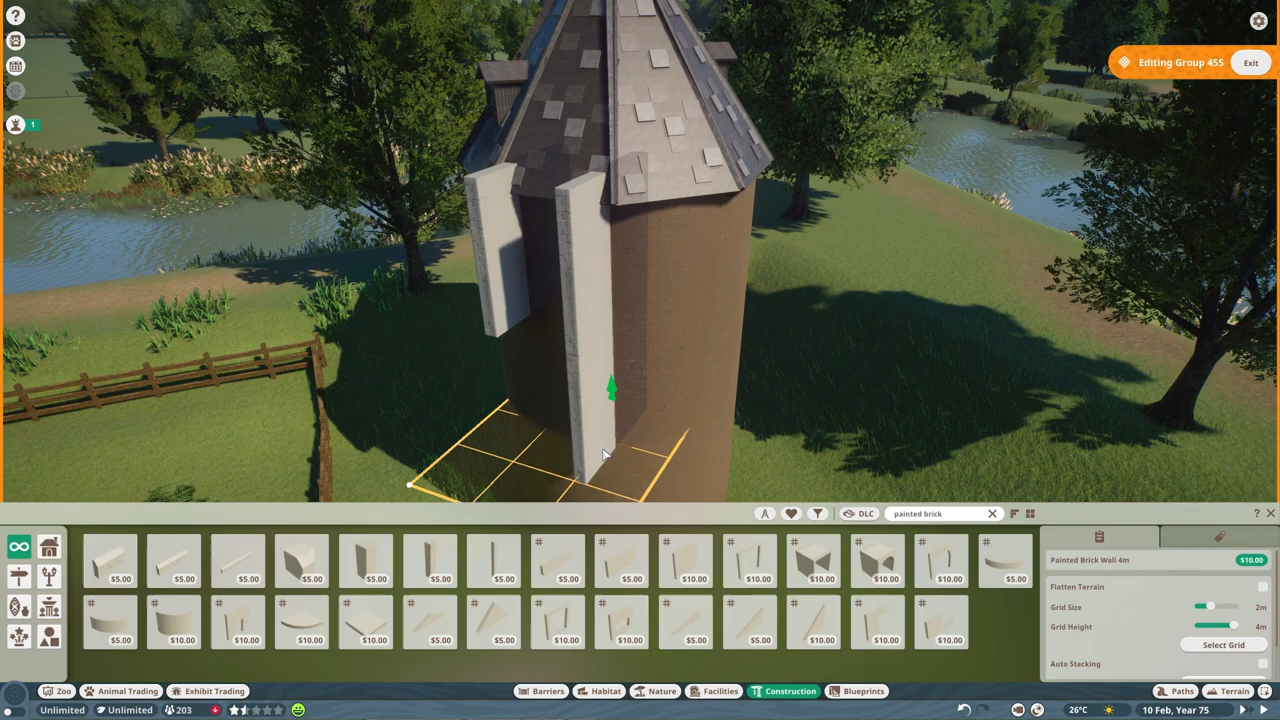 ?
1
Editing Group 455
Exit
DLC
painted brick
?
$5.00 $5.00 $5.00 $5.00 $5.00 $5.00 $5.00 $5.00 $5.00 $10.00 $10.00 $10.00 $10.00 $10.00 $5.00
$5.00 $10.00 $10.00 $10.00 $10.00 $5.00 $5.00 $10.00 $10.00 $5.00 $5.00 $10.00 $10.00 $10.00
Painted Brick Wall 4m $10.00
Flatten Terrain
Grid Size 2m
Grid Height 4m
Select Grid
Auto Stacking
Zoo Animal Trading Exhibit Trading Barriers Habitat Nature Facilities Construction Blueprints Paths Terrain
Unlimited Unlimited 203 26°C 10 Feb, Year 75